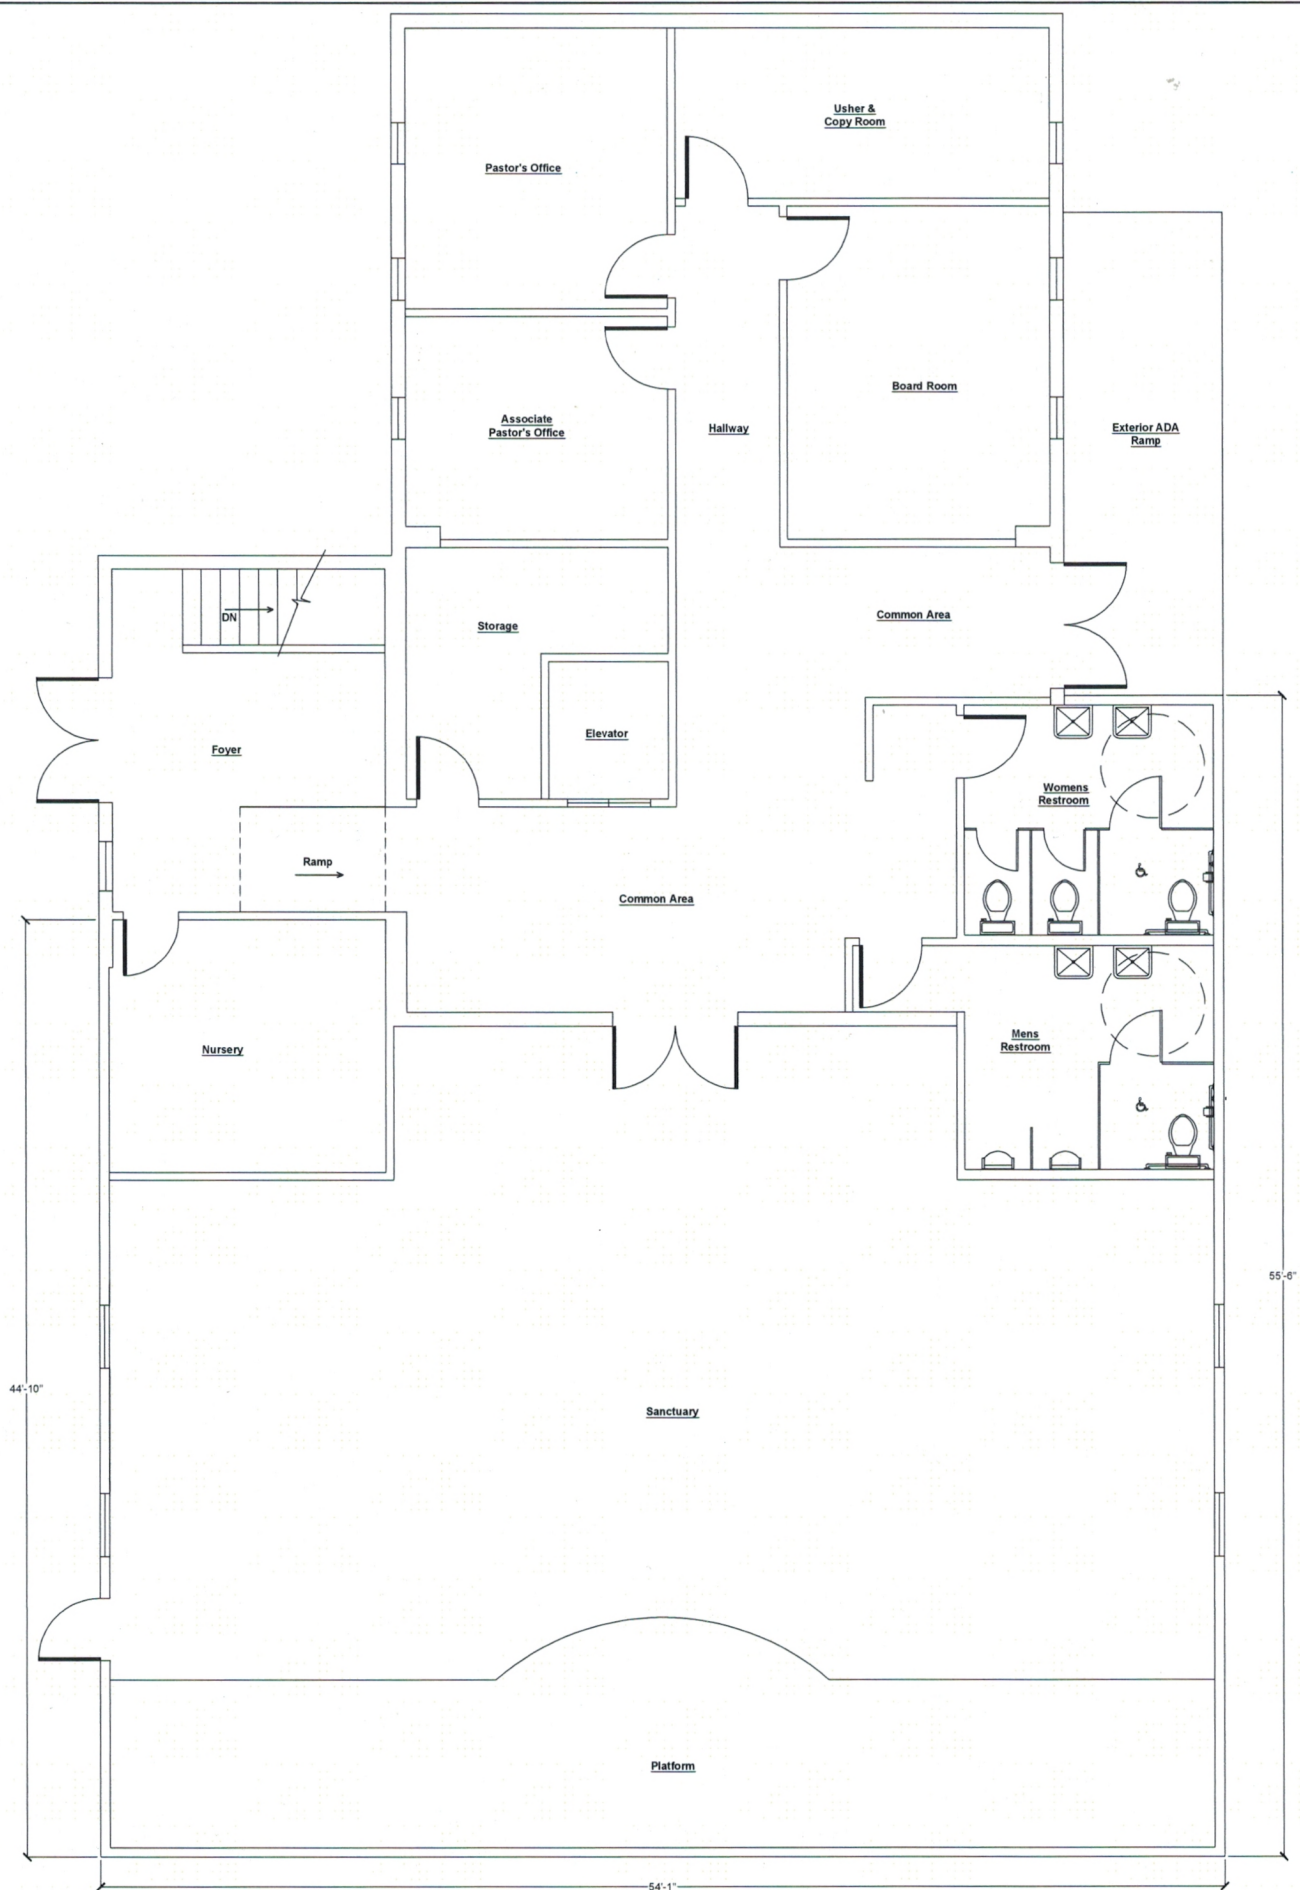 Usher &
Copy Room
Pastor's Office
Board Room
Associate
Pastor's Office
Hallway
Exterior ADA
Ramp
DN
Storage
Common Area
Elevator
Foyer
Womens
Restroom
Ramp
Common Area
Mens
Restroom
Nursery
55'-6"
44'-10"
Sanctuary
Platform
54'-1"